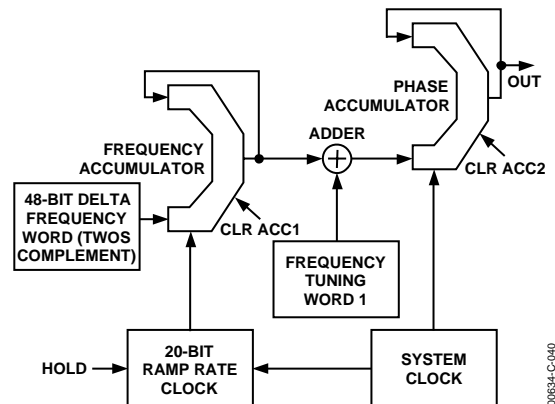 PHASE
ACCUMULATOR
OUT
ADDER
FREQUENCY
ACCUMULATOR
CLR ACC2
48-BIT DELTA
FREQUENCY
WORD (TWOS
COMPLEMENT)
CLR ACC1
FREQUENCY
TUNING
WORD 1
HOLD
20-BIT
RAMP RATE
CLOCK
SYSTEM
CLOCK
00634-C-040